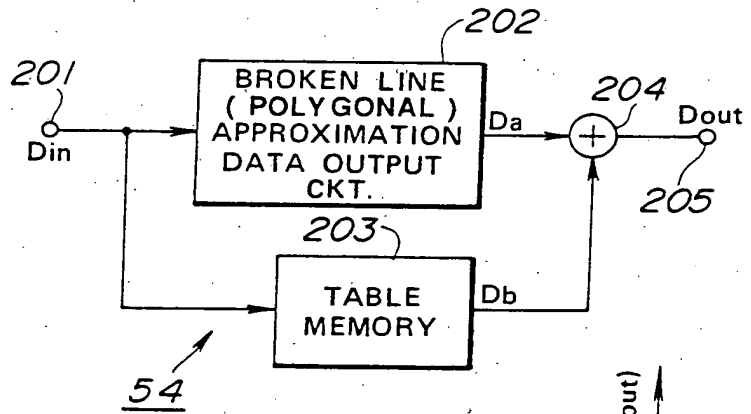 202
201
BROKEN LINE
(POLYGONAL)
APPROXIMATION
DATA OUTPUT
CKT.
Din
Da
+
204
Dout
205
203
TABLE
MEMORY
Db
54
out)